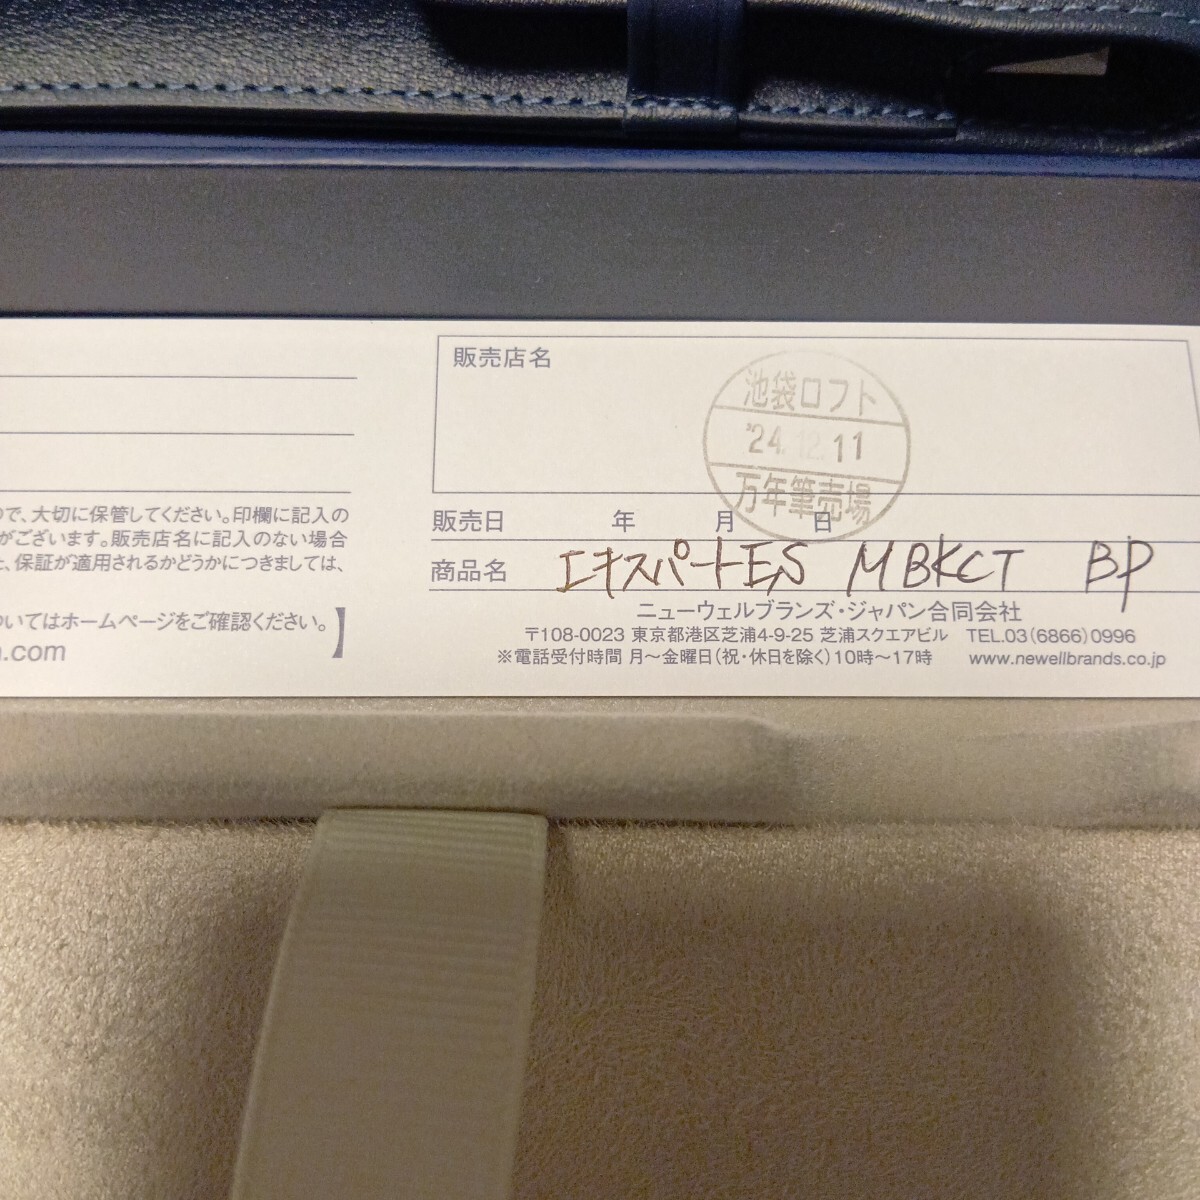 販売店名
池袋ロフト
'24.12.11
万年筆売場
販売日 年 月 日
商品名 エキスパートES MBKCT BP
ニューウェルブランズ・ジャパン合同会社
〒108-0023 東京都港区芝浦4-9-25 芝浦スクエアビル TEL.03(6866)0996
※電話受付時間 月〜金曜日(祝・休日を除く)10時〜17時 www.newellbrands.co.jp
で、大切に保管してください。印欄に記入の
がございます。販売店名に記入のない場合
、保証が適用されるかどうかにつきましては、
いてはホームページをご確認ください。】
.com